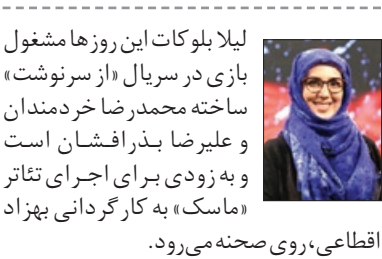 لیلا بلوکات این روزها مشغول
بازی در سریال «از سرنوشت»
ساخته محمدرضا خردمندان
و علیرضا بذرافشان است
و به زودی برای اجرای تئاتر
«ماسک» به کارگردانی بهزاد
اقطاعی، روی صحنه می‌رود.